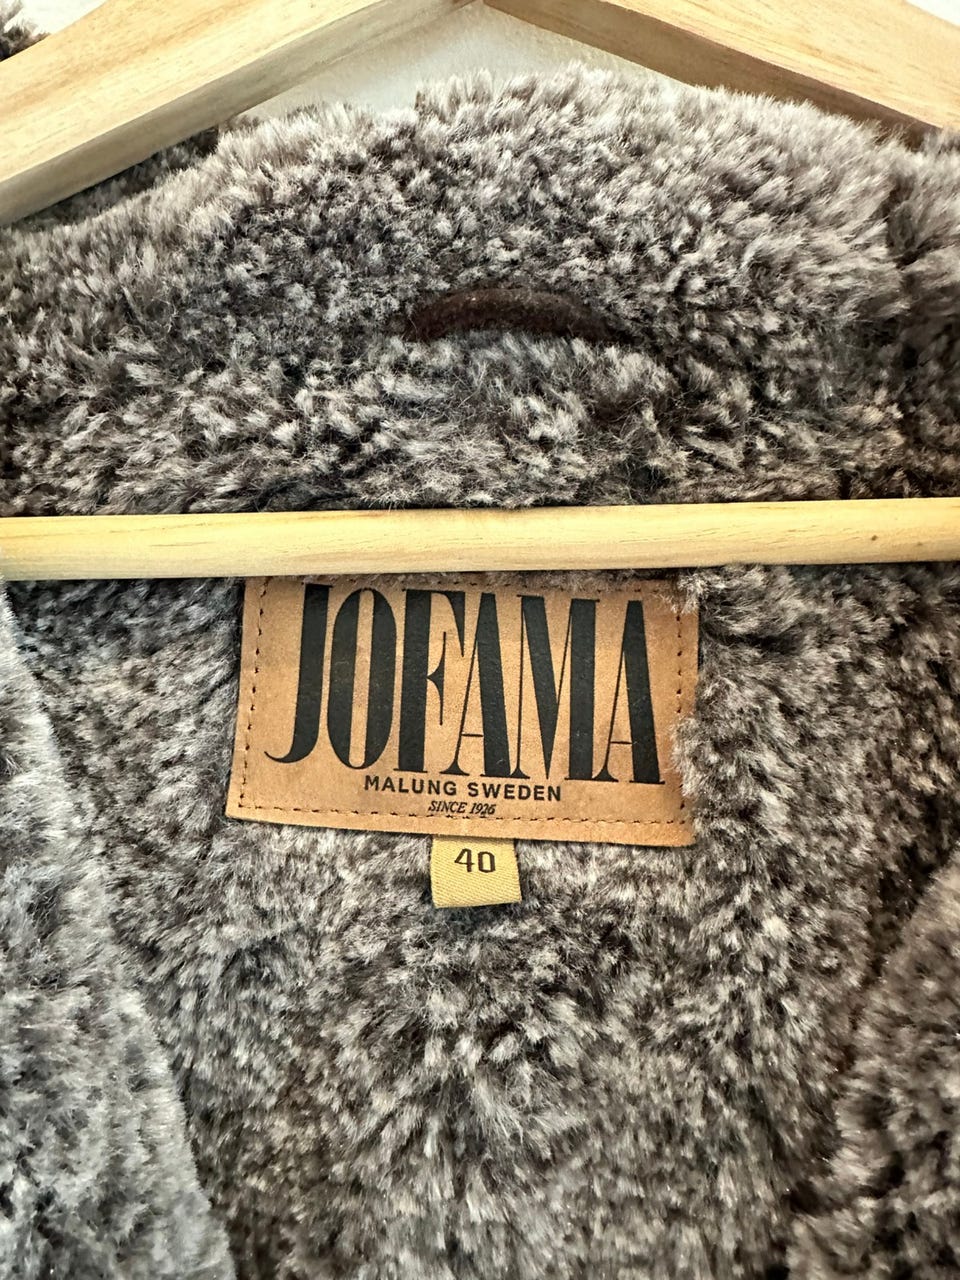 JOFAMA
MALUNG SWEDEN
SINCE 1926
40